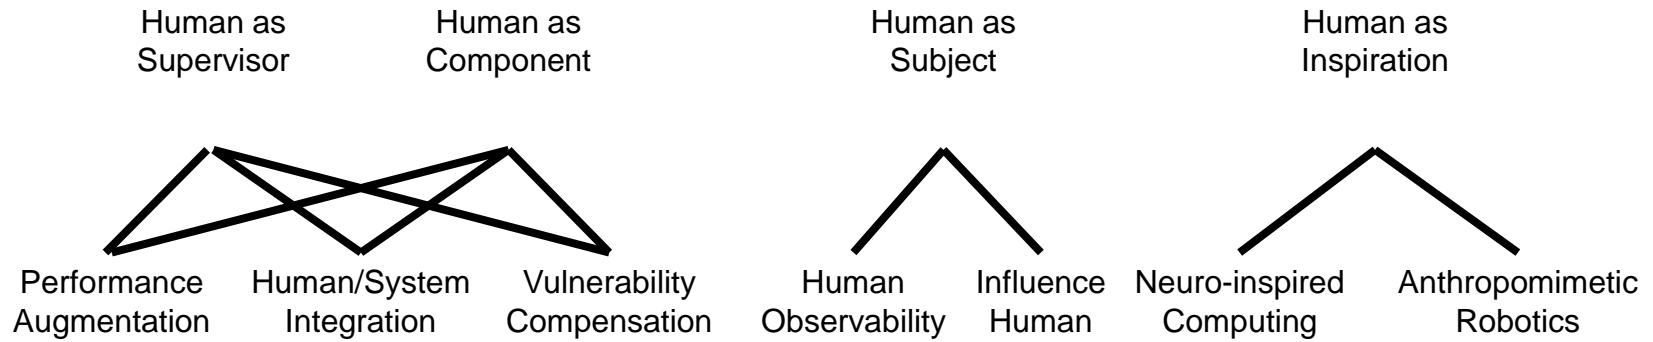 Human as
Supervisor
Human as
Component
Human as
Subject
Human as
Inspiration
Performance
Augmentation
Human/System
Integration
Vulnerability
Compensation
Human
Observability
Influence
Human
Neuro-inspired
Computing
Anthropomimetic
Robotics